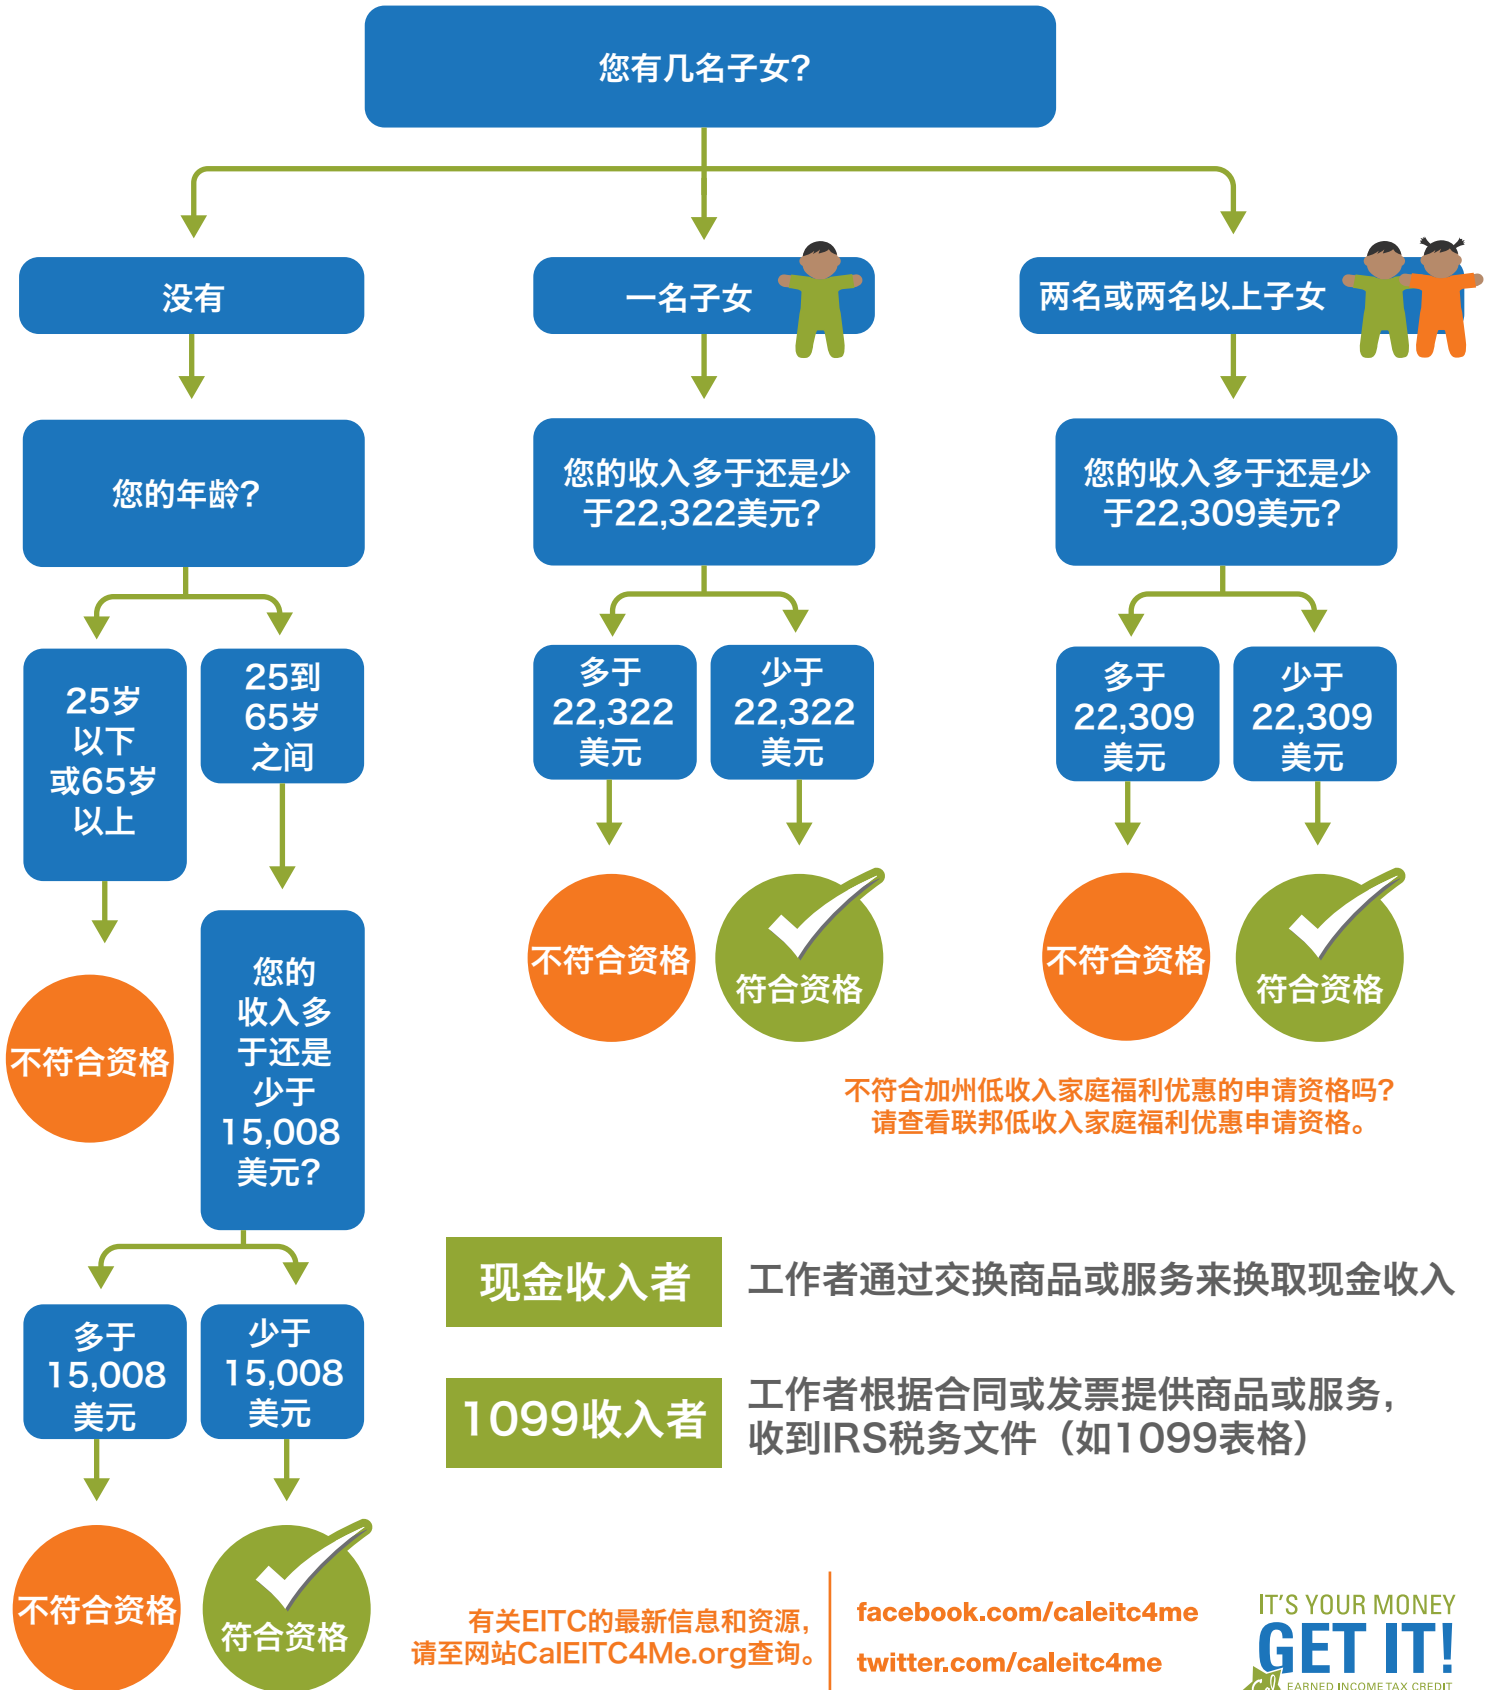 您有几名子女?
没有
一名子女
两名或两名以上子女
您的年龄?
您的收入多于还是少
于22,322美元?
您的收入多于还是少
于22,309美元?
25岁
以下
或65岁
以上
25到
65岁
之间
多于
22,322
美元
少于
22,322
美元
多于
22,309
美元
少于
22,309
美元
不符合资格
符合资格
不符合资格
符合资格
不符合资格
您的
收入多
于还是
少于
15,008
美元?
不符合加州低收入家庭福利优惠的申请资格吗?
请查看联邦低收入家庭福利优惠申请资格。
现金收入者
工作者通过交换商品或服务来换取现金收入
多于
15,008
美元
少于
15,008
美元
1099收入者
工作者根据合同或发票提供商品或服务,
收到IRS税务文件（如1099表格）
不符合资格
符合资格
有关EITC的最新信息和资源,
请至网站CalEITC4Me.org查询。
facebook.com/caleitc4me
twitter.com/caleitc4me
IT'S YOUR MONEY
GET IT!
Cal
EARNED INCOME TAX CREDIT